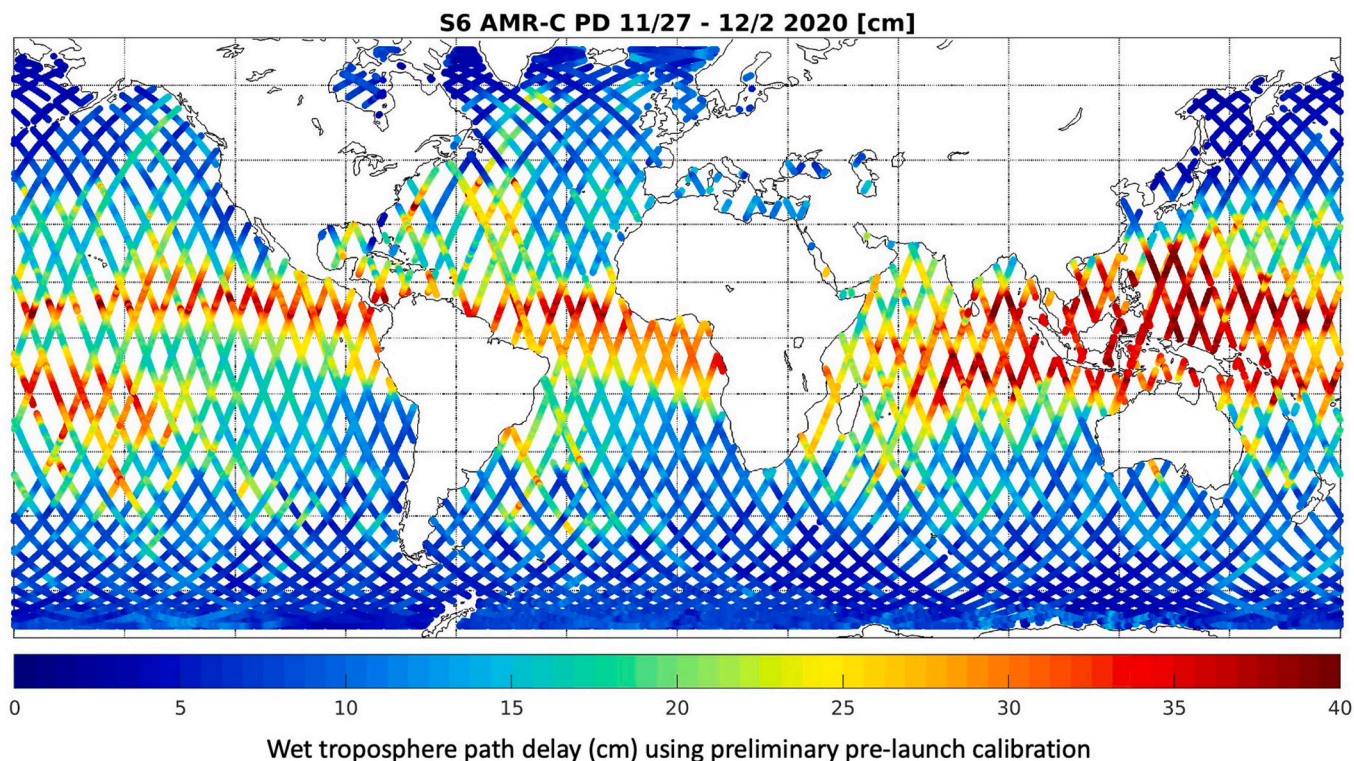 S6 AMR-C PD 11/27 - 12/2 2020 [cm]
0 5 10 15 20 25 30 35 40
Wet troposphere path delay (cm) using preliminary pre-launch calibration